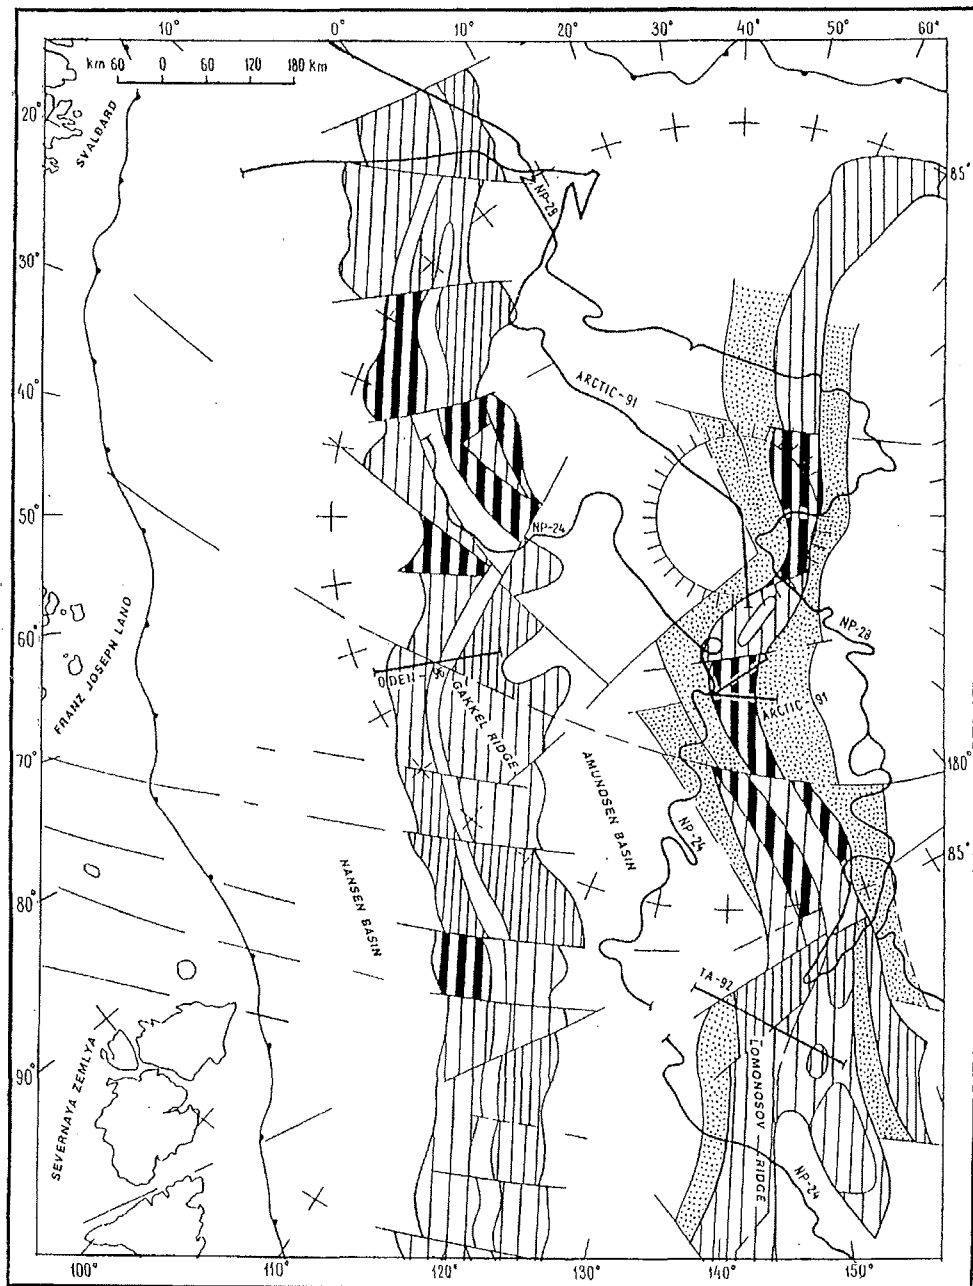 10°
0°
10°
20°
30°
40°
50°
60°
km 60 0 60 120 180 Km
20°
SVALBARD
85°
NP-28
30°
ARCTIC-91
40°
50°
NP-24
FRANZ JOSEPH LAND
NP-28
60°
ODEN-
GAKKEL RIDGE
ARCTIC-91
70°
180°
AMUNDSEN BASIN
NP-24
85°
NANSEN BASIN
80°
TA-92
SEVERNAYA ZEMLYA
90°
LOMONOSOV RIDGE
NP-24
100°
110°
120°
130°
140°
150°